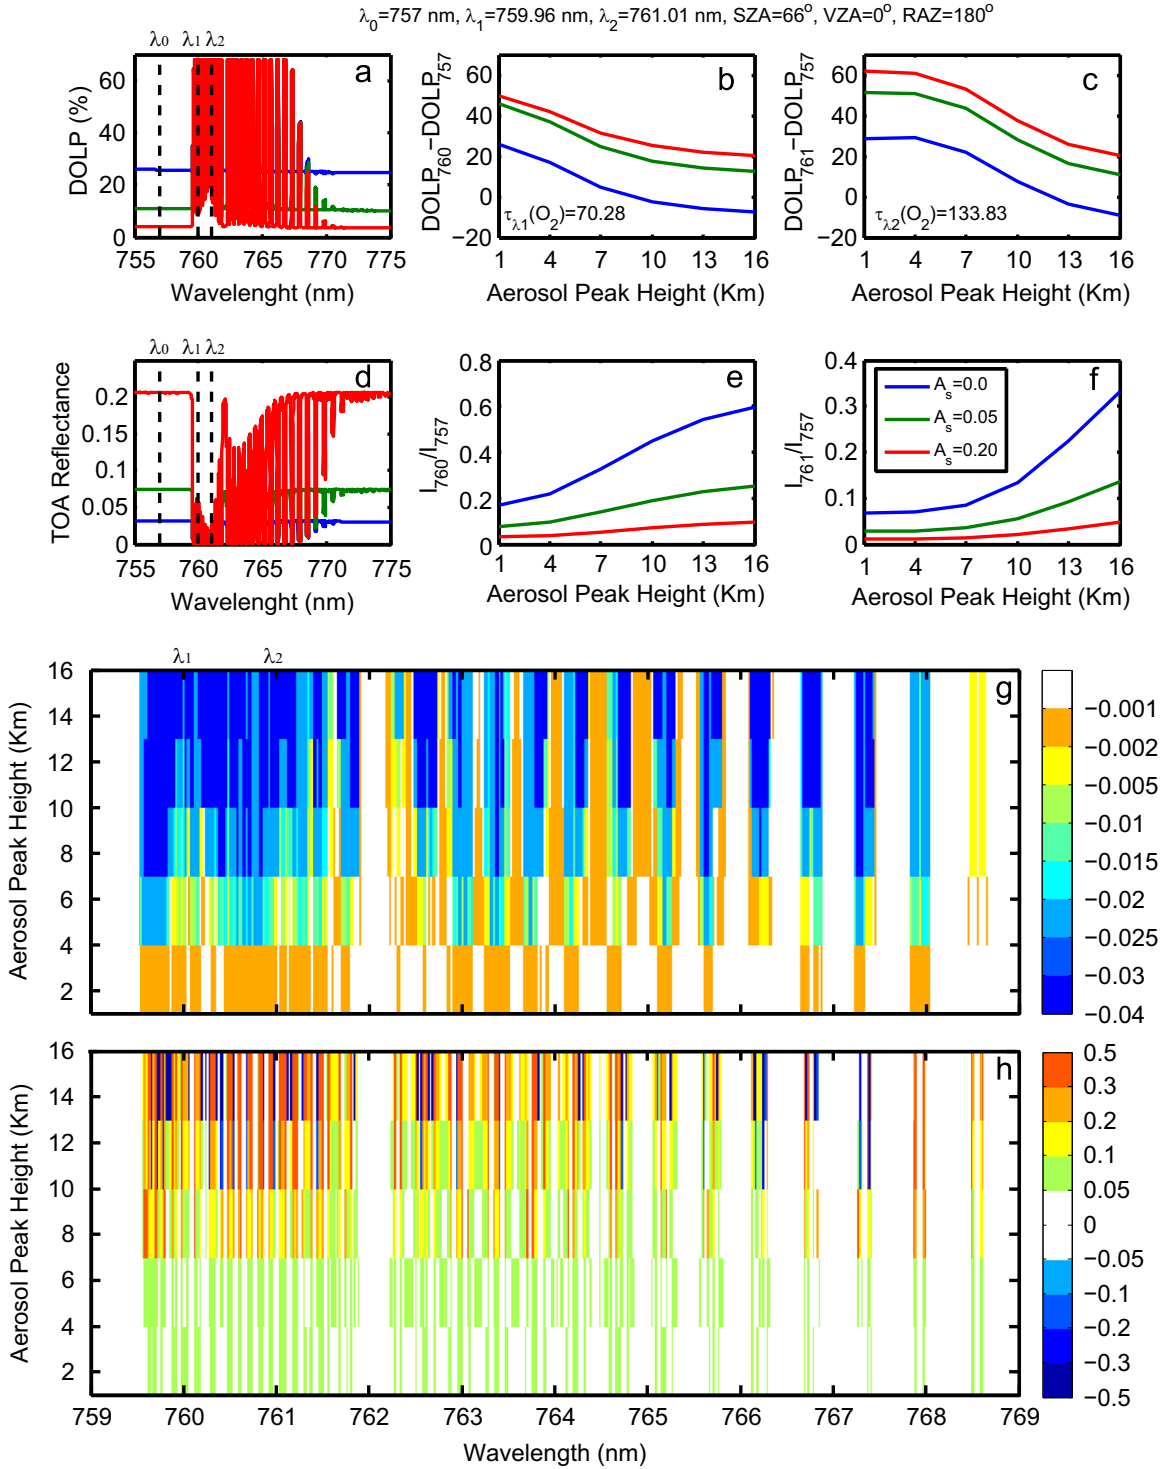 λ0=757 nm, λ1=759.96 nm, λ2=761.01 nm, SZA=66°, VZA=0°, RAZ=180°
λ0 λ1 λ2
a
DOLP (%)
60
40
20
0
755 760 765 770 775
Wavelenght (nm)
b
DOLP760−DOLP757
60
40
20
0
−20
τλ1(O2)=70.28
1 4 7 10 13 16
Aerosol Peak Height (Km)
c
DOLP761−DOLP757
60
40
20
0
−20
τλ2(O2)=133.83
1 4 7 10 13 16
Aerosol Peak Height (Km)
λ0 λ1 λ2
d
TOA Reflectance
0.2
0.15
0.1
0.05
0
755 760 765 770 775
Wavelenght (nm)
e
I760/I757
0.8
0.6
0.4
0.2
0
1 4 7 10 13 16
Aerosol Peak Height (Km)
f
I761/I757
0.4
0.3
0.2
0.1
0
As=0.0
As=0.05
As=0.20
1 4 7 10 13 16
Aerosol Peak Height (Km)
λ1 λ2
g
Aerosol Peak Height (Km)
16
14
12
10
8
6
4
2
−0.001
−0.002
−0.005
−0.01
−0.015
−0.02
−0.025
−0.03
−0.04
h
Aerosol Peak Height (Km)
16
14
12
10
8
6
4
2
759 760 761 762 763 764 765 766 767 768 769
Wavelength (nm)
0.5
0.3
0.2
0.1
0.05
0
−0.05
−0.1
−0.2
−0.3
−0.5